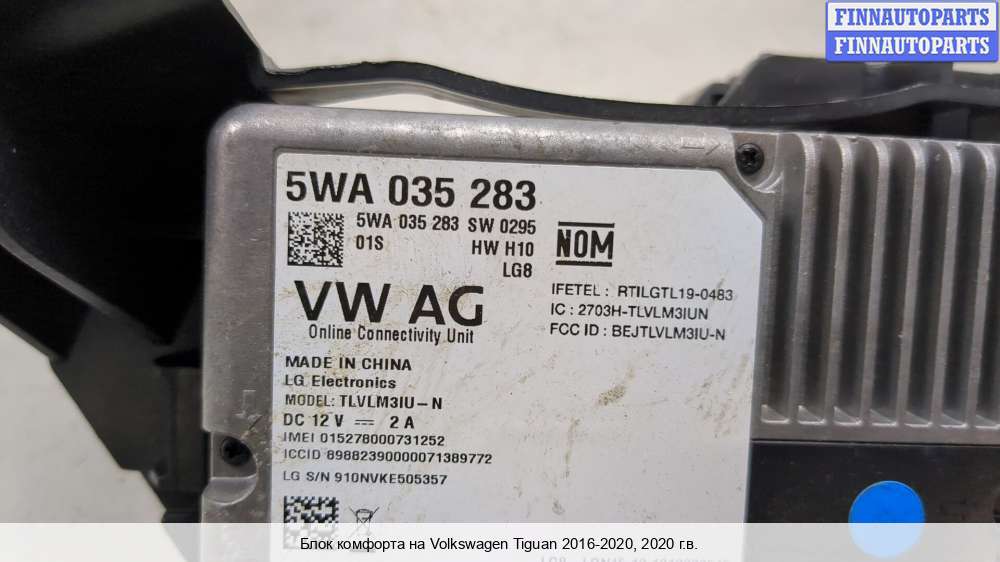 FINNAUTOPARTS
FINNAUTOPARTS
5WA 035 283
5WA 035 283 SW 0295
01S HW H10
LG8
NOM
VW AG
Online Connectivity Unit
IFETEL : RTILGTL19-0483
IC : 2703H-TLVLM3IUN
FCC ID : BEJTLVLM3IU-N
MADE IN CHINA
LG Electronics
MODEL: TLVLM3IU-N
DC 12 V 2 A
IMEI 015278000731252
ICCID 89882390000071389772
LG S/N 910NVKE505357
Блок комфорта на Volkswagen Tiguan 2016-2020, 2020 г.в.